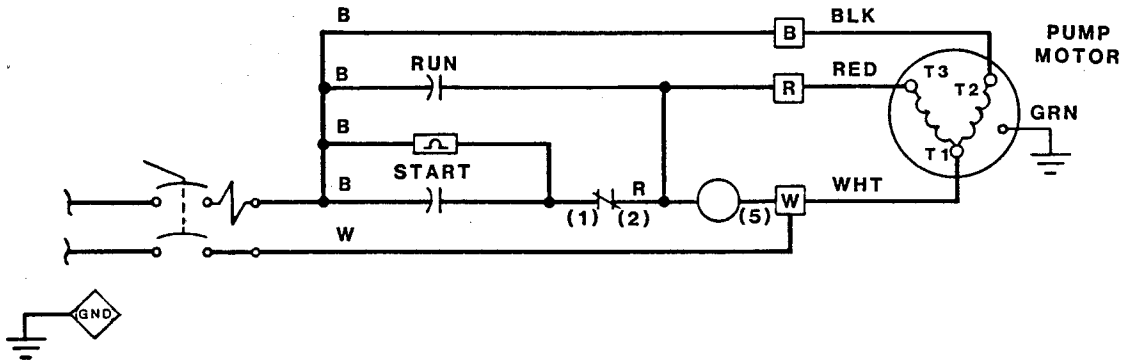 B
BLK
B
PUMP
MOTOR
B
RUN
R
RED
T3
T2
GRN
B
T1
B
START
R
(1)
(2)
(5)
W
WHT
W
GND